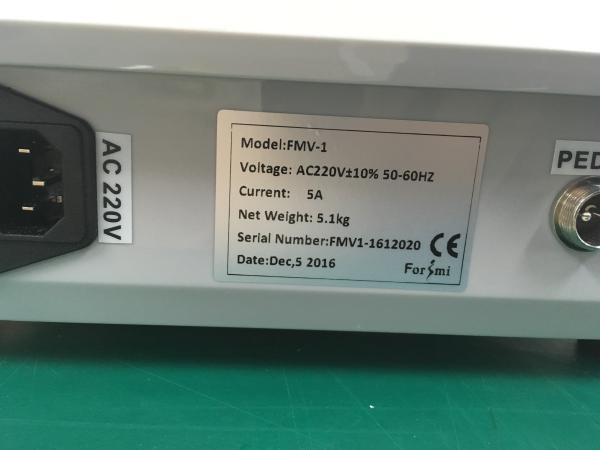 AC 220V
Model:FMV-1
Voltage: AC220V±10% 50-60HZ
Current: 5A
Net Weight: 5.1kg
Serial Number:FMV1-1612020
CE
Date:Dec,5 2016
Forimi
PED